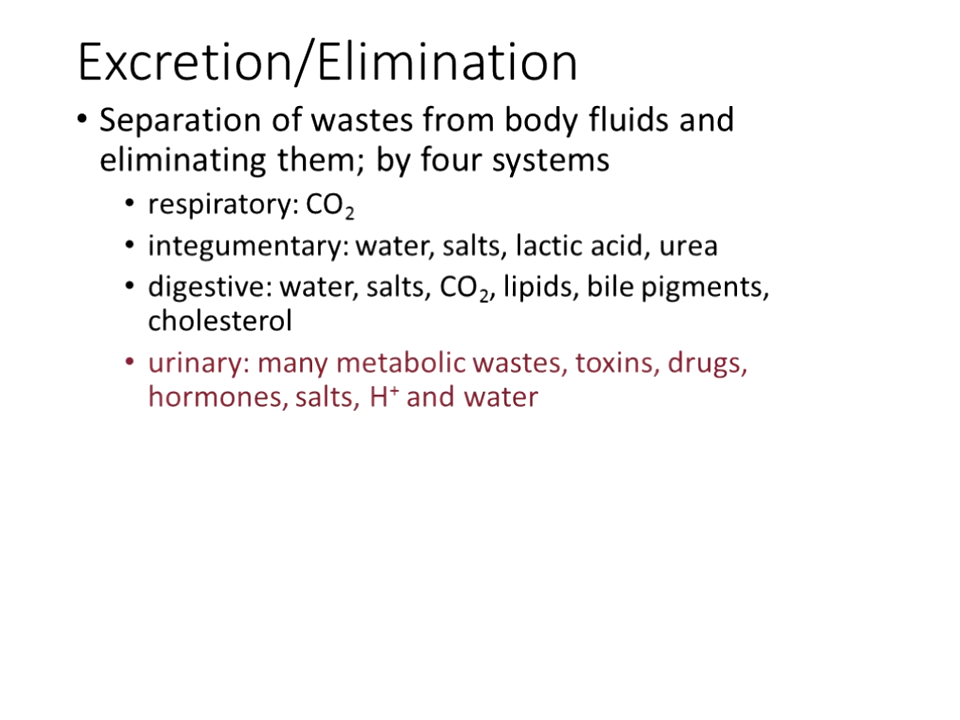 Excretion/Elimination
• Separation of wastes from body fluids and
eliminating them; by four systems
• respiratory: CO₂
• integumentary: water, salts, lactic acid, urea
• digestive: water, salts, CO₂, lipids, bile pigments,
cholesterol
• urinary: many metabolic wastes, toxins, drugs,
hormones, salts, H⁺ and water